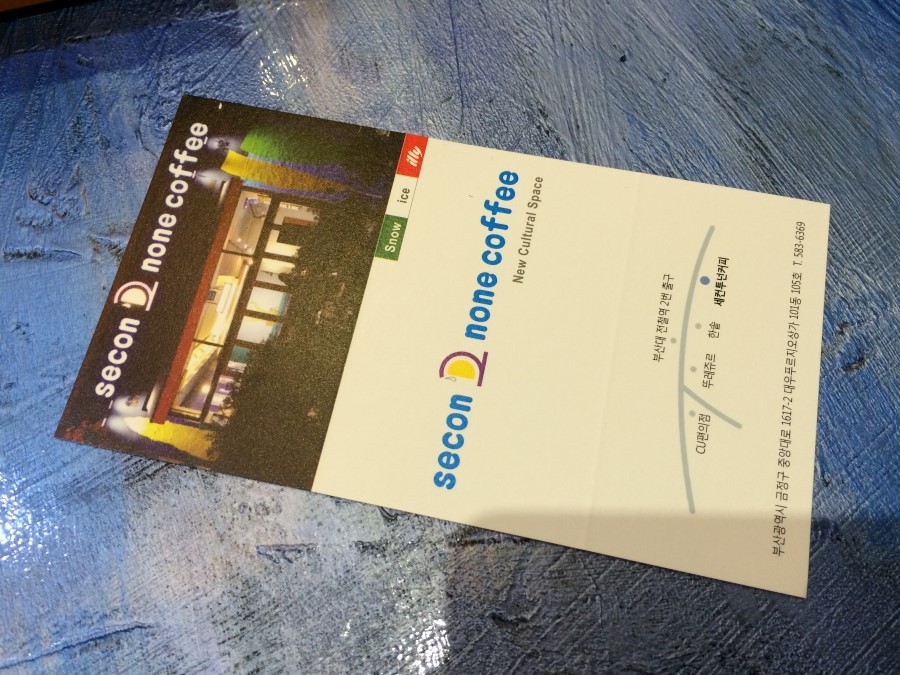 secon D none coffee
Snow ice illy
secon D none coffee
New Cultural Space
부산대 전철역 2번 출구
CU편의점
뚜레쥬르
한솥
세컨투넌커피
부산광역시 금정구 중앙대로 1617-2 대우푸르지오상가 101동 105호 T. 583-6369